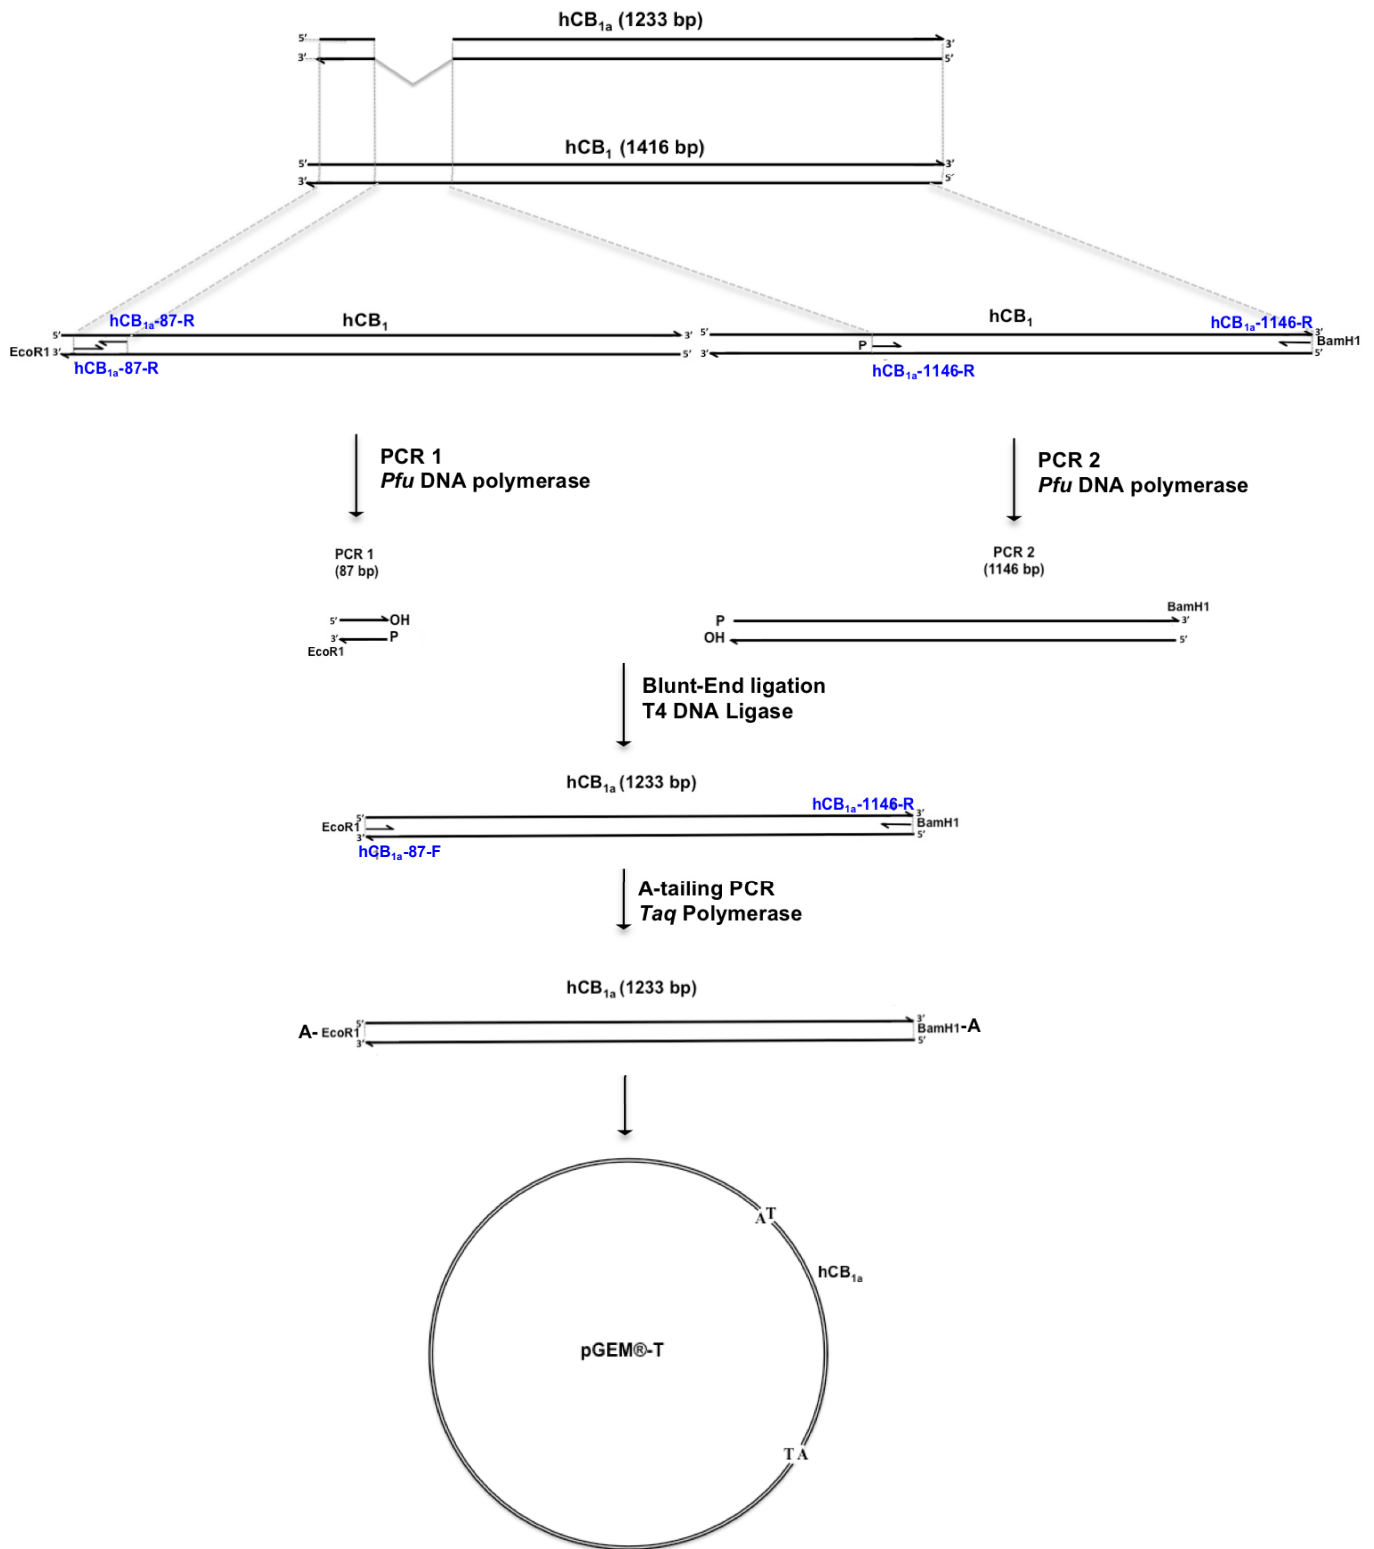 hCB1a (1233 bp)
5′ 3′
3′ 5′
hCB1 (1416 bp)
5′ 3′
3′ 5′
hCB1a-87-R hCB1 hCB1 hCB1a-1146-R
5′ 3′ 5′ 3′
P BamH1
EcoR1 3′ 5′ 3′ 5′
hCB1a-87-R hCB1a-1146-R
PCR 1
Pfu DNA polymerase
PCR 2
Pfu DNA polymerase
PCR 1
(87 bp)
PCR 2
(1146 bp)
BamH1
5′ OH
3′ P
EcoR1
P 3′
OH 5′
Blunt-End ligation
T4 DNA Ligase
hCB1a (1233 bp)
hCB1a-1146-R
5′ 3′
EcoR1 BamH1
3′ 5′
hCB1a-87-F
A-tailing PCR
Taq Polymerase
hCB1a (1233 bp)
5′ 3′
A- EcoR1 BamH1-A
3′ 5′
AT
hCB1a
pGEM®-T
TA